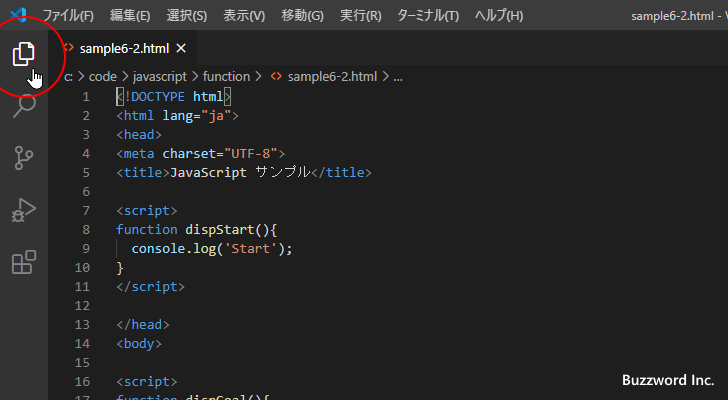 ファイル(F) 編集(E) 選択(S) 表示(V) 移動(G) 実行(R) ターミナル(T) ヘルプ(H) sample6-2.html - V
<> sample6-2.html ×
c: > code > javascript > function > <> sample6-2.html > ...
1 <!DOCTYPE html>
2 <html lang="ja">
3 <head>
4 <meta charset="UTF-8">
5 <title>JavaScript サンプル</title>
6
7 <script>
8 function dispStart(){
9 console.log('Start');
10 }
11 </script>
12
13 </head>
14 <body>
15
16 <script>
17 function dispGoal(){
Buzzword Inc.